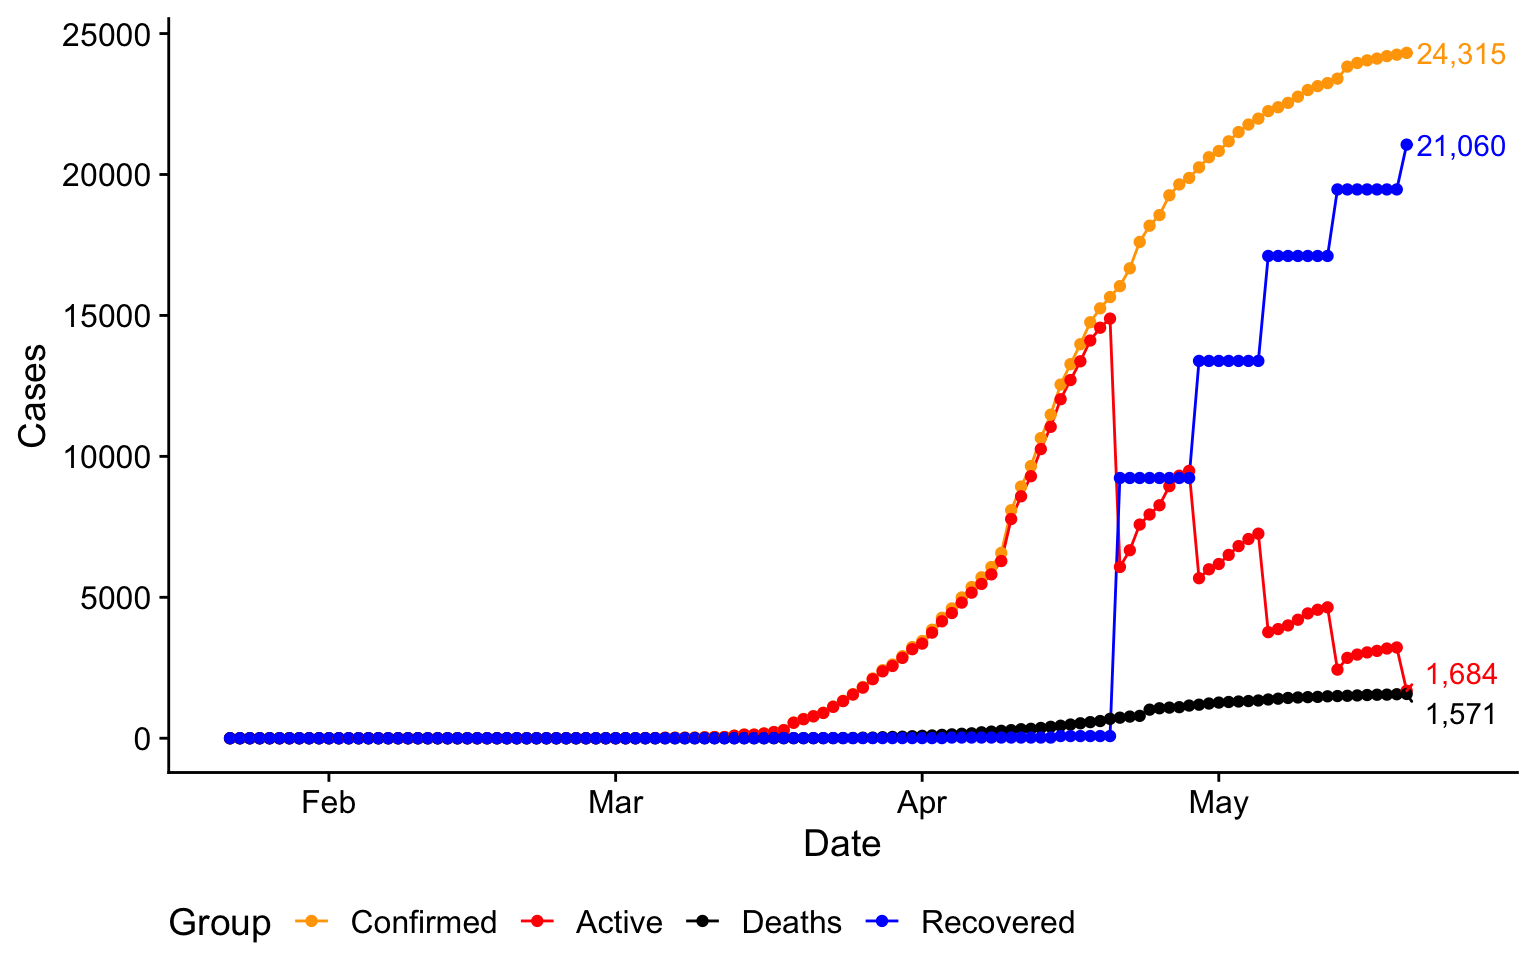 25000
20000
15000
10000
5000
0
Cases
24,315
21,060
1,684
1,571
Feb Mar Apr May
Date
Group Confirmed Active Deaths Recovered